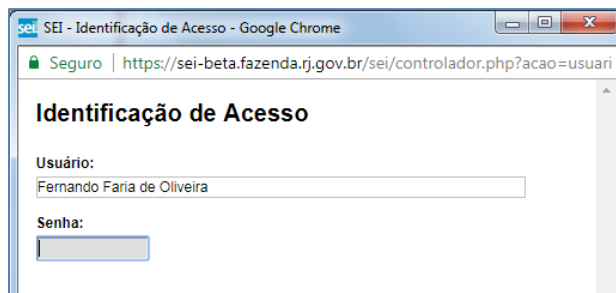 sei. SEI - Identificação de Acesso - Google Chrome
Seguro | https://sei-beta.fazenda.rj.gov.br/sei/controlador.php?acao=usuari
Identificação de Acesso
Usuário:
Fernando Faria de Oliveira
Senha: